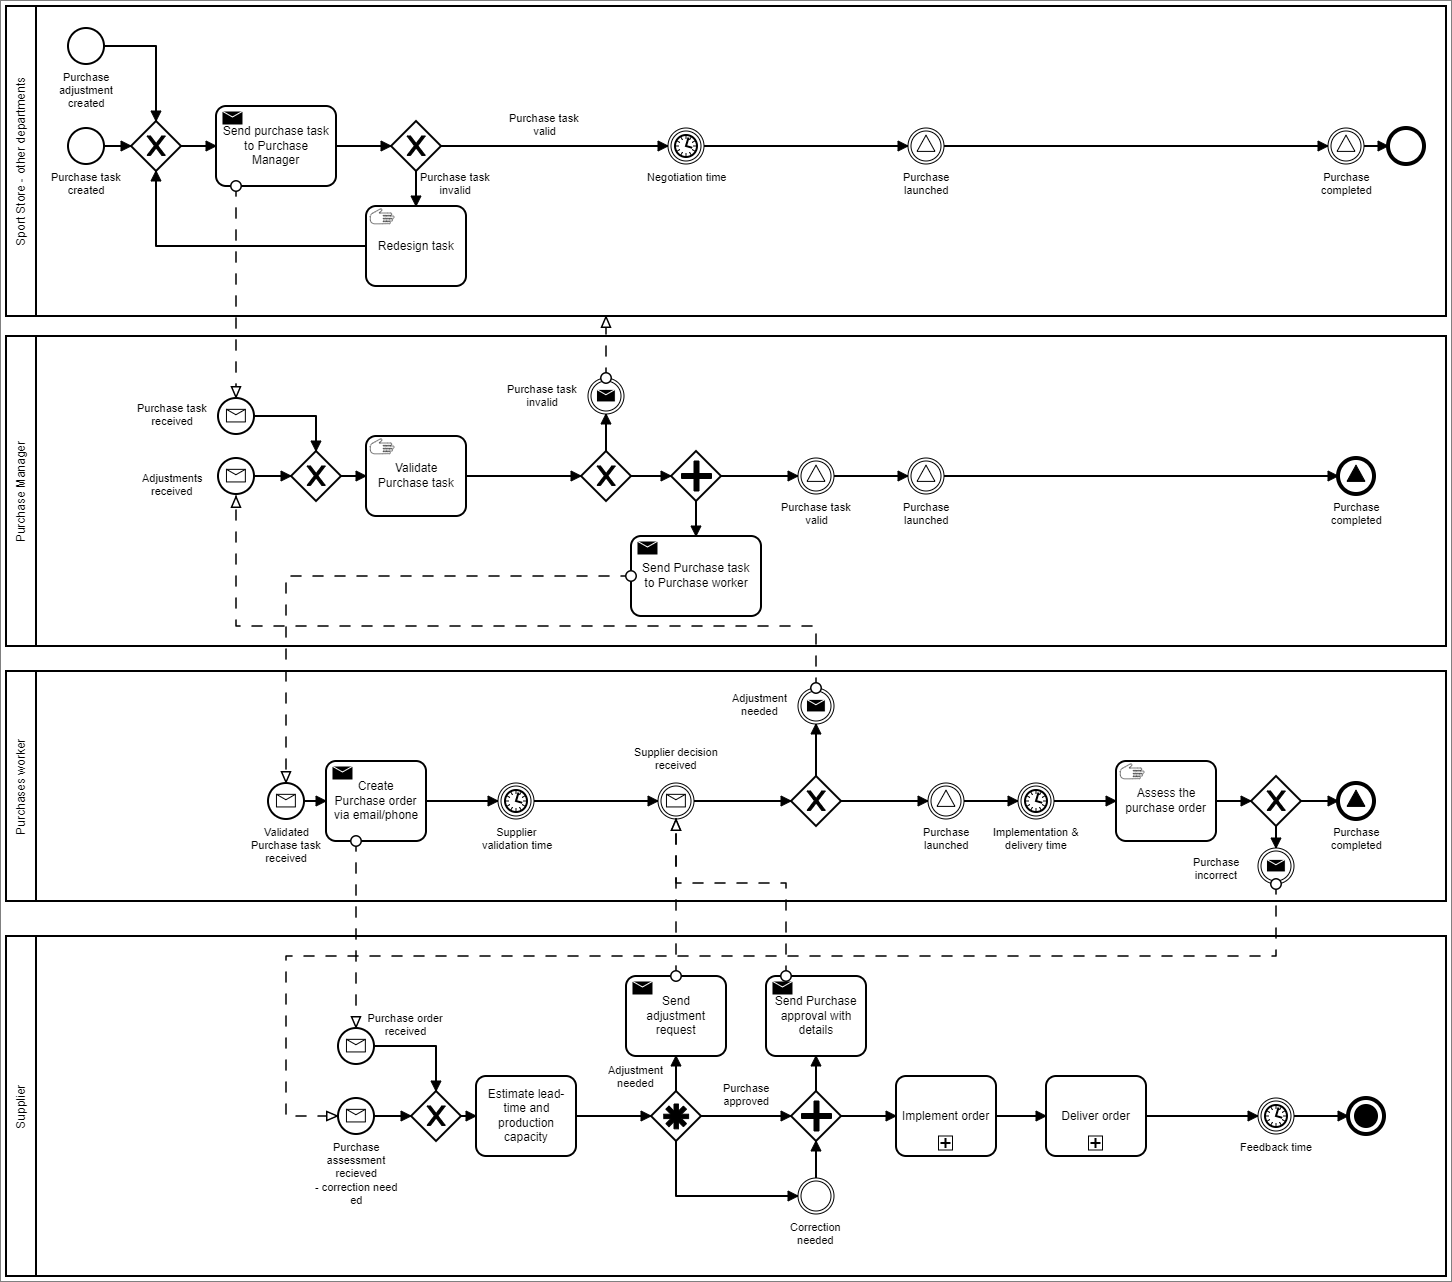 Sport Store - other departments
Purchase
adjustment
created
Purchase task
created
Send purchase task
to Purchase
Manager
Purchase task
valid
Purchase task
invalid
Redesign task
Negotiation time
Purchase
launched
Purchase
completed
Purchase Manager
Purchase task
received
Adjustments
received
Validate
Purchase task
Purchase task
invalid
Send Purchase task
to Purchase worker
Purchase task
valid
Purchase
launched
Purchase
completed
Purchases worker
Validated
Purchase task
received
Create
Purchase order
via email/phone
Supplier
validation time
Supplier decision
received
Adjustment
needed
Purchase
launched
Implementation &
delivery time
Assess the
purchase order
Purchase
incorrect
Purchase
completed
Supplier
Purchase order
received
Purchase
assessment
recieved
- correction need
ed
Estimate lead-
time and
production
capacity
Adjustment
needed
Send
adjustment
request
Purchase
approved
Send Purchase
approval with
details
Correction
needed
Implement order
Deliver order
Feedback time